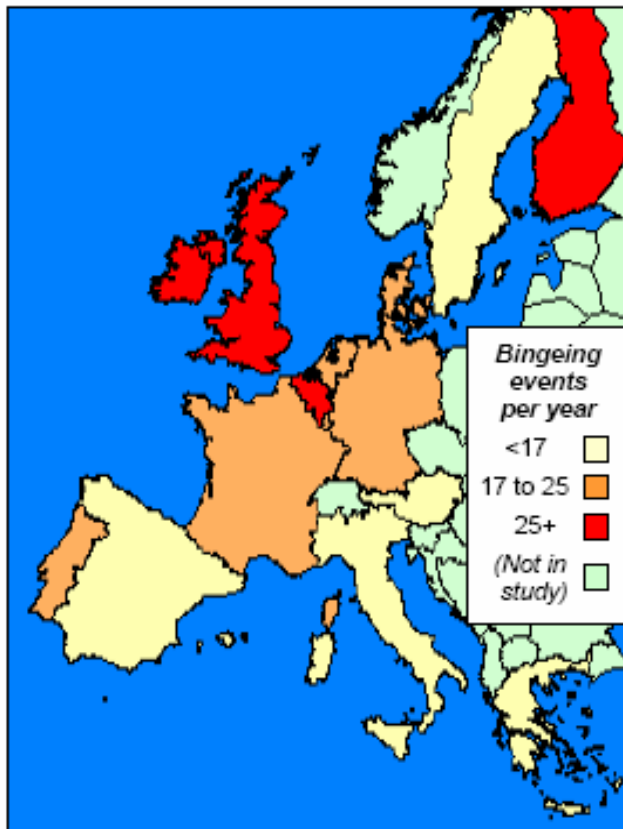 Bingeing
events
per year
<17
17 to 25
25+
(Not in
study)